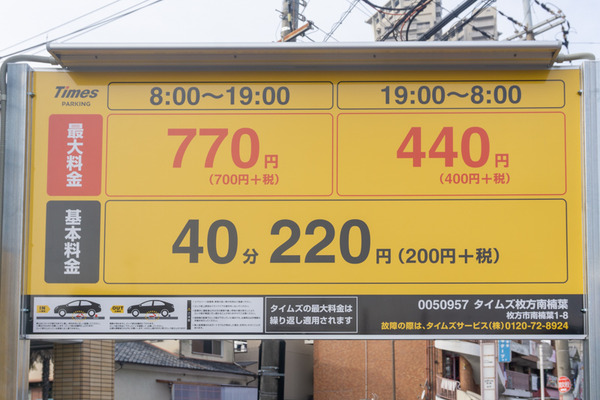 Times
PARKING
8:00～19:00
19:00～8:00
最大料金
770円
(700円＋税)
440円
(400円＋税)
基本料金
40分 220円 (200円＋税)
IN
OUT
タイムズの最大料金は
繰り返し適用されます
0050957 タイムズ枚方南楠葉
枚方市南楠葉1-8
故障の際は、タイムズサービス(株) 0120-72-8924